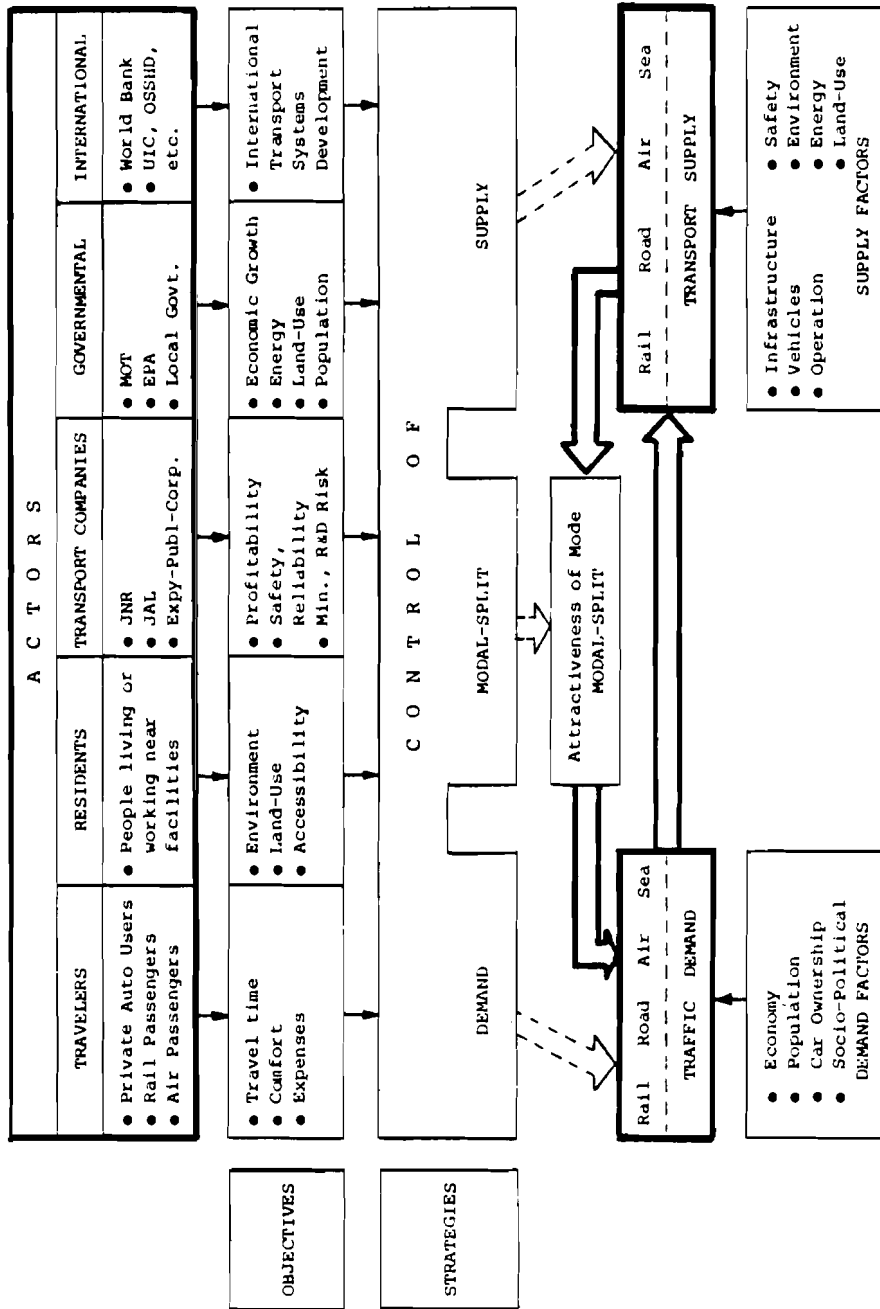 A C T O R S
TRAVELERS
RESIDENTS
TRANSPORT COMPANIES
GOVERNMENTAL
INTERNATIONAL
● Private Auto Users
● Rail Passengers
● Air Passengers
● People living or
working near
facilities
● JNR
● JAL
● Expy-Publ-Corp.
● MOT
● EPA
● Local Govt.
● World Bank
● UIC, OSSHD,
etc.
OBJECTIVES
● Travel time
● Comfort
● Expenses
● Environment
● Land-Use
● Accessibility
● Profitability
● Safety,
Reliability
● Min., R&D Risk
● Economic Growth
● Energy
● Land-Use
● Population
● International
Transport
Systems
Development
STRATEGIES
C O N T R O L O F
DEMAND
MODAL-SPLIT
SUPPLY
Attractiveness of Mode
MODAL-SPLIT
Rail Road Air Sea
TRAFFIC DEMAND
Rail Road Air Sea
TRANSPORT SUPPLY
● Economy
● Population
● Car Ownership
● Socio-Political
DEMAND FACTORS
● Infrastructure
● Vehicles
● Operation
● Safety
● Environment
● Energy
● Land-Use
SUPPLY FACTORS